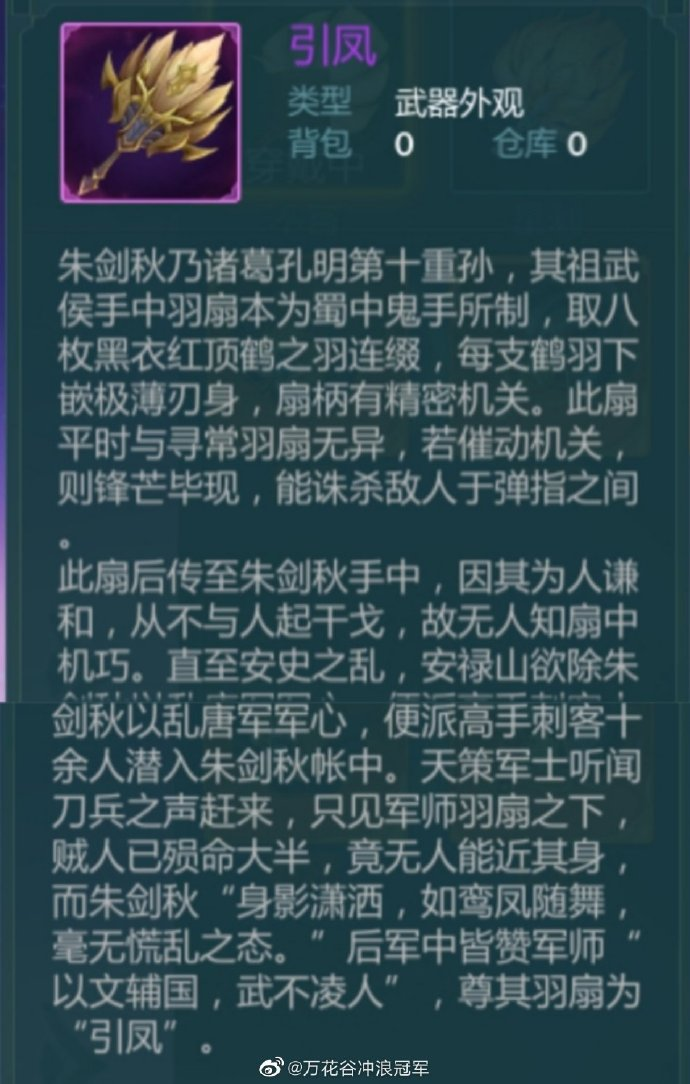 引凤
类型 武器外观
背包 0 仓库 0
朱剑秋乃诸葛孔明第十重孙，其祖武
侯手中羽扇本为蜀中鬼手所制，取八
枚黑衣红顶鹤之羽连缀，每支鹤羽下
嵌极薄刃身，扇柄有精密机关。此扇
平时与寻常羽扇无异，若催动机关，
则锋芒毕现，能诛杀敌人于弹指之间
。
此扇后传至朱剑秋手中，因其为人谦
和，从不与人起干戈，故无人知扇中
机巧。直至安史之乱，安禄山欲除朱
剑秋以乱唐军军心，便派高手刺客十
余人潜入朱剑秋帐中。天策军士听闻
刀兵之声赶来，只见军师羽扇之下，
贼人已殒命大半，竟无人能近其身，
而朱剑秋“身影潇洒，如鸾凤随舞，
毫无慌乱之态。”后军中皆赞军师“
以文辅国，武不凌人”，尊其羽扇为
“引凤”。
@万花谷冲浪冠军